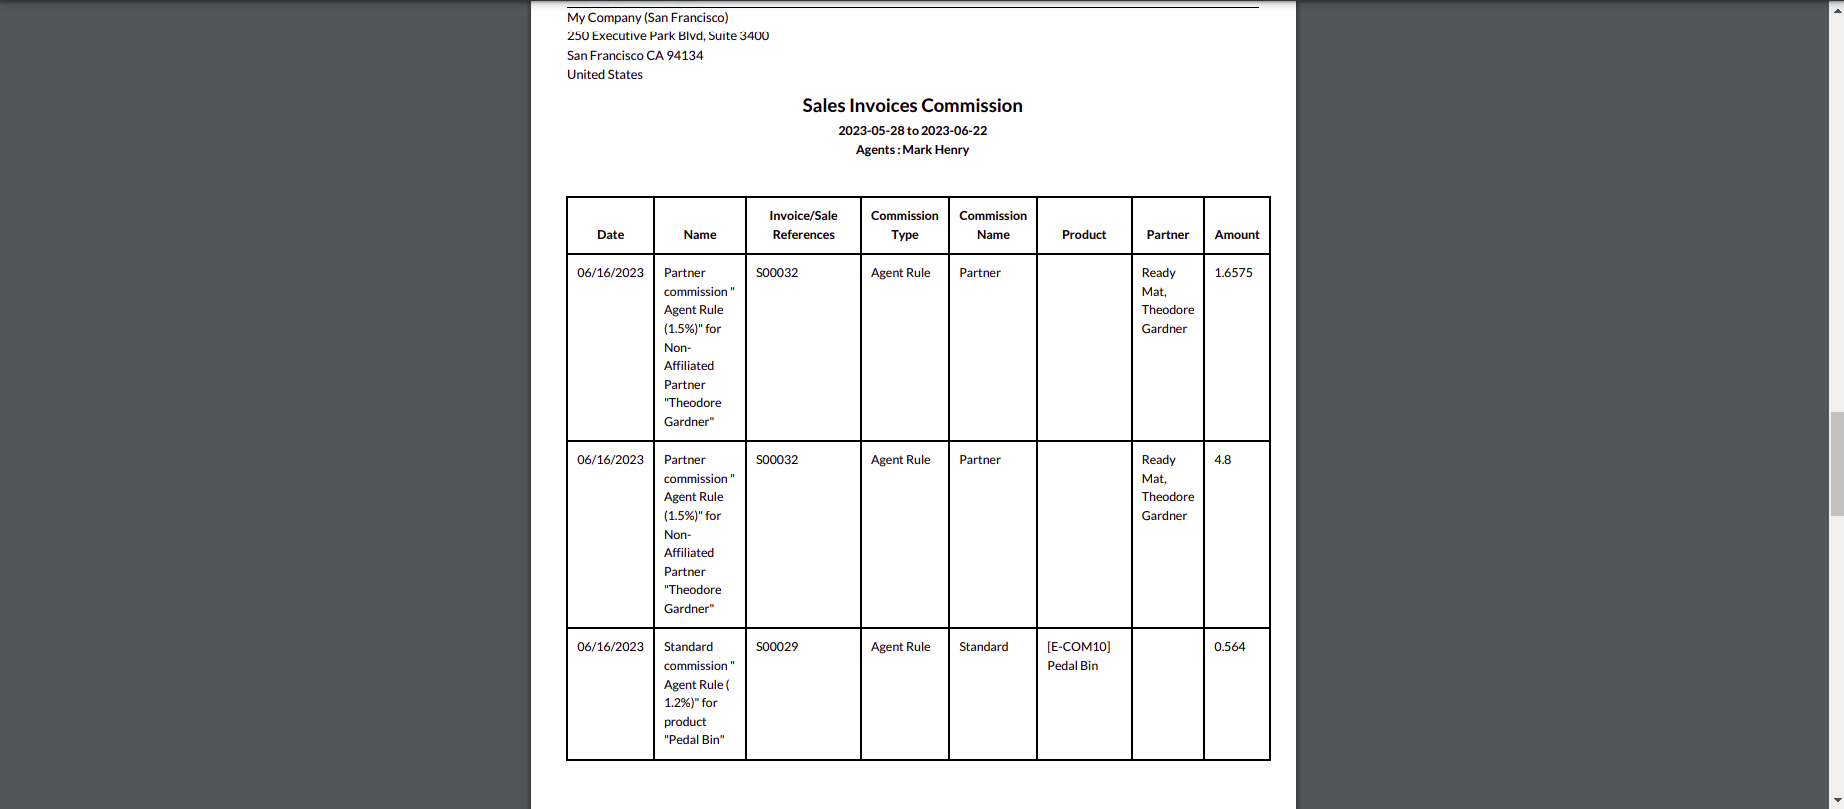 My Company (San Francisco)
250 Executive Park Blvd, Suite 3400
San Francisco CA 94134
United States
Sales Invoices Commission
2023-05-28 to 2023-06-22
Agents : Mark Henry
Date
Name
Invoice/Sale
References
Commission
Type
Commission
Name
Product
Partner
Amount
06/16/2023
Partner
commission "
Agent Rule
(1.5%)" for
Non-
Affiliated
Partner
"Theodore
Gardner"
S00032
Agent Rule
Partner
Ready
Mat,
Theodore
Gardner
1.6575
06/16/2023
Partner
commission "
Agent Rule
(1.5%)" for
Non-
Affiliated
Partner
"Theodore
Gardner"
S00032
Agent Rule
Partner
Ready
Mat,
Theodore
Gardner
4.8
06/16/2023
Standard
commission "
Agent Rule (
1.2%)" for
product
"Pedal Bin"
S00029
Agent Rule
Standard
[E-COM10]
Pedal Bin
0.564